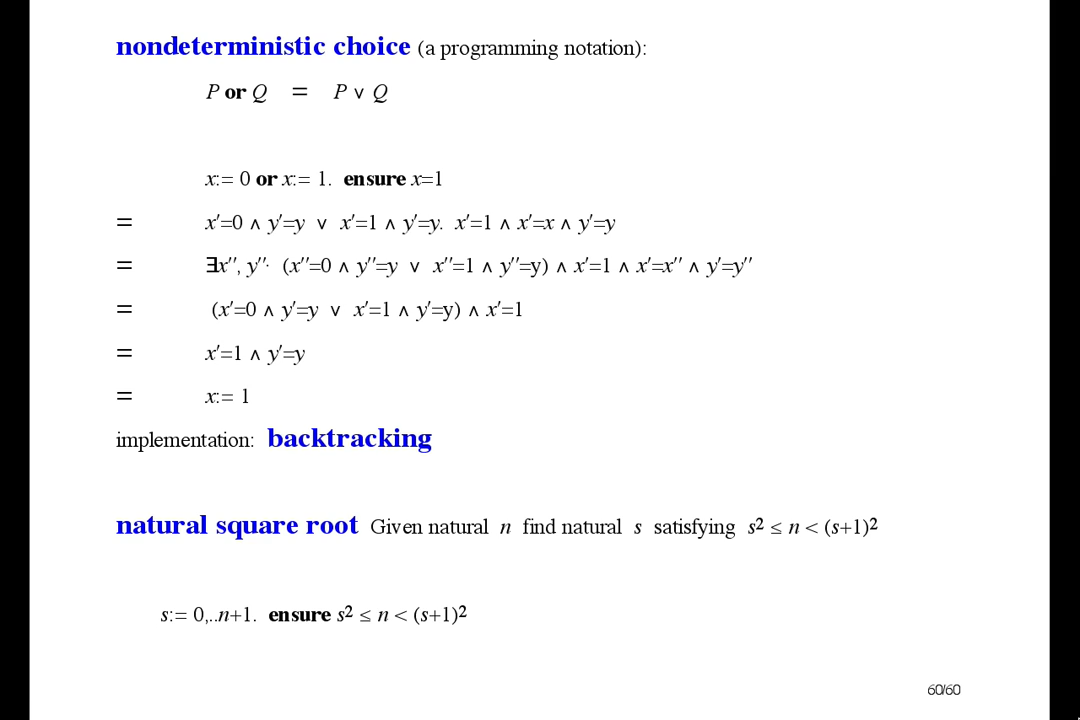 nondeterministic choice (a programming notation):
P or Q = P ∨ Q
x:= 0 or x:= 1. ensure x=1
= x′=0 ∧ y′=y ∨ x′=1 ∧ y′=y. x′=1 ∧ x′=x ∧ y′=y
= ∃x″, y″· (x″=0 ∧ y″=y ∨ x″=1 ∧ y″=y) ∧ x′=1 ∧ x′=x″ ∧ y′=y″
= (x′=0 ∧ y′=y ∨ x′=1 ∧ y′=y) ∧ x′=1
= x′=1 ∧ y′=y
= x:= 1
implementation: backtracking
natural square root Given natural n find natural s satisfying s² ≤ n < (s+1)²
s:= 0,..n+1. ensure s² ≤ n < (s+1)²
60/60